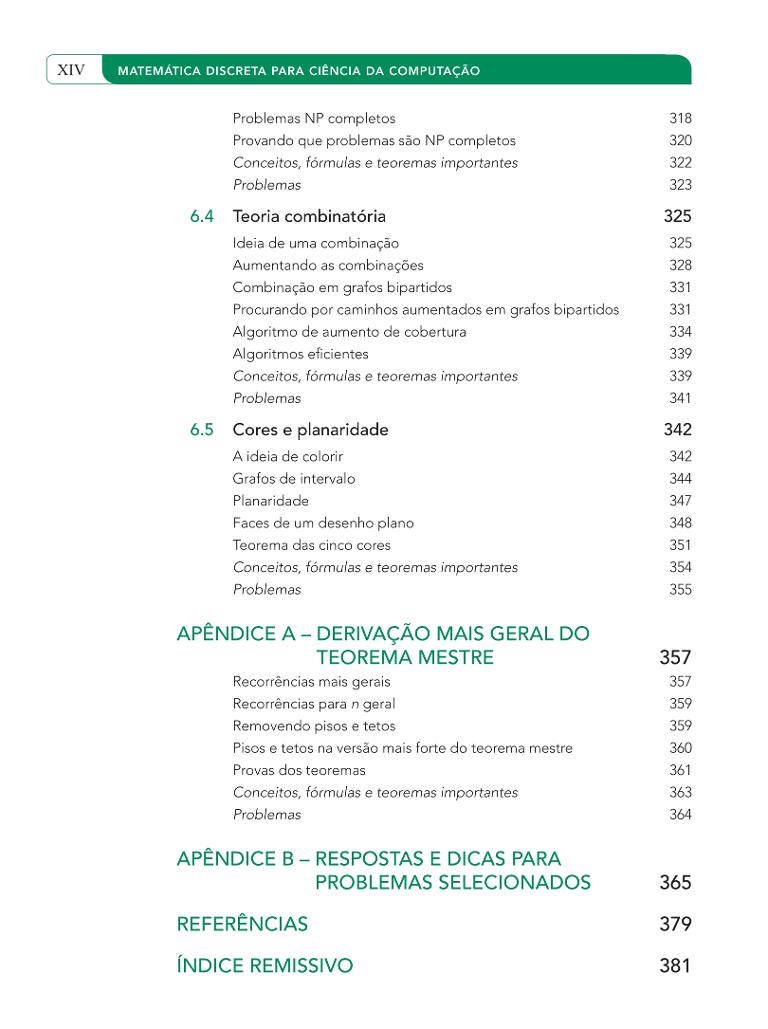 XIV MATEMÁTICA DISCRETA PARA CIÊNCIA DA COMPUTAÇÃO
Problemas NP completos 318
Provando que problemas são NP completos 320
Conceitos, fórmulas e teoremas importantes 322
Problemas 323
6.4 Teoria combinatória 325
Ideia de uma combinação 325
Aumentando as combinações 328
Combinação em grafos bipartidos 331
Procurando por caminhos aumentados em grafos bipartidos 331
Algoritmo de aumento de cobertura 334
Algoritmos eficientes 339
Conceitos, fórmulas e teoremas importantes 339
Problemas 341
6.5 Cores e planaridade 342
A ideia de colorir 342
Grafos de intervalo 344
Planaridade 347
Faces de um desenho plano 348
Teorema das cinco cores 351
Conceitos, fórmulas e teoremas importantes 354
Problemas 355
APÊNDICE A – DERIVAÇÃO MAIS GERAL DO
TEOREMA MESTRE 357
Recorrências mais gerais 357
Recorrências para n geral 359
Removendo pisos e tetos 359
Pisos e tetos na versão mais forte do teorema mestre 360
Provas dos teoremas 361
Conceitos, fórmulas e teoremas importantes 363
Problemas 364
APÊNDICE B – RESPOSTAS E DICAS PARA
PROBLEMAS SELECIONADOS 365
REFERÊNCIAS 379
ÍNDICE REMISSIVO 381